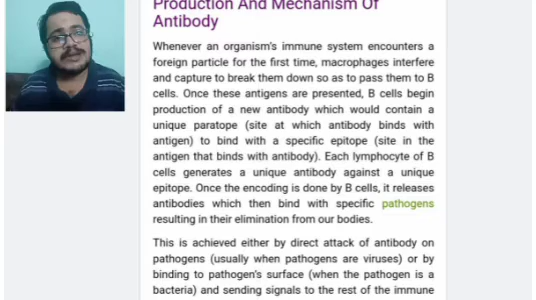 Production And Mechanism Of
Antibody
Whenever an organism's immune system encounters a
foreign particle for the first time, macrophages interfere
and capture to break them down so as to pass them to B
cells. Once these antigens are presented, B cells begin
production of a new antibody which would contain a
unique paratope (site at which antibody binds with
antigen) to bind with a specific epitope (site in the
antigen that binds with antibody). Each lymphocyte of B
cells generates a unique antibody against a unique
epitope. Once the encoding is done by B cells, it releases
antibodies which then bind with specific pathogens
resulting in their elimination from our bodies.
This is achieved either by direct attack of antibody on
pathogens (usually when pathogens are viruses) or by
binding to pathogen's surface (when the pathogen is a
bacteria) and sending signals to the rest of the immune